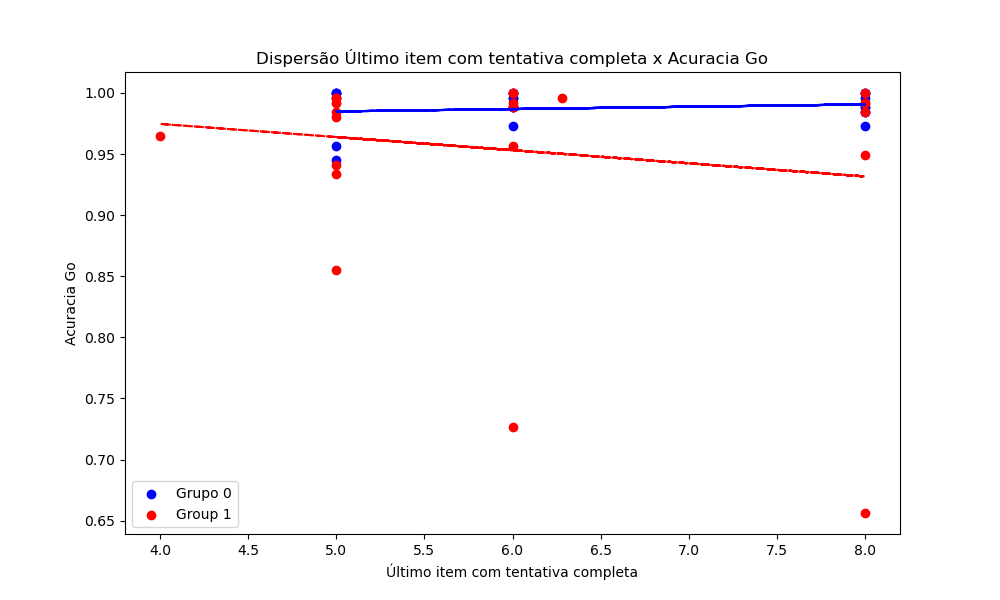 Dispersão Último item com tentativa completa x Acuracia Go
Acuracia Go
1.00
0.95
0.90
0.85
0.80
0.75
0.70
0.65
Grupo 0
Group 1
4.0 4.5 5.0 5.5 6.0 6.5 7.0 7.5 8.0
Último item com tentativa completa